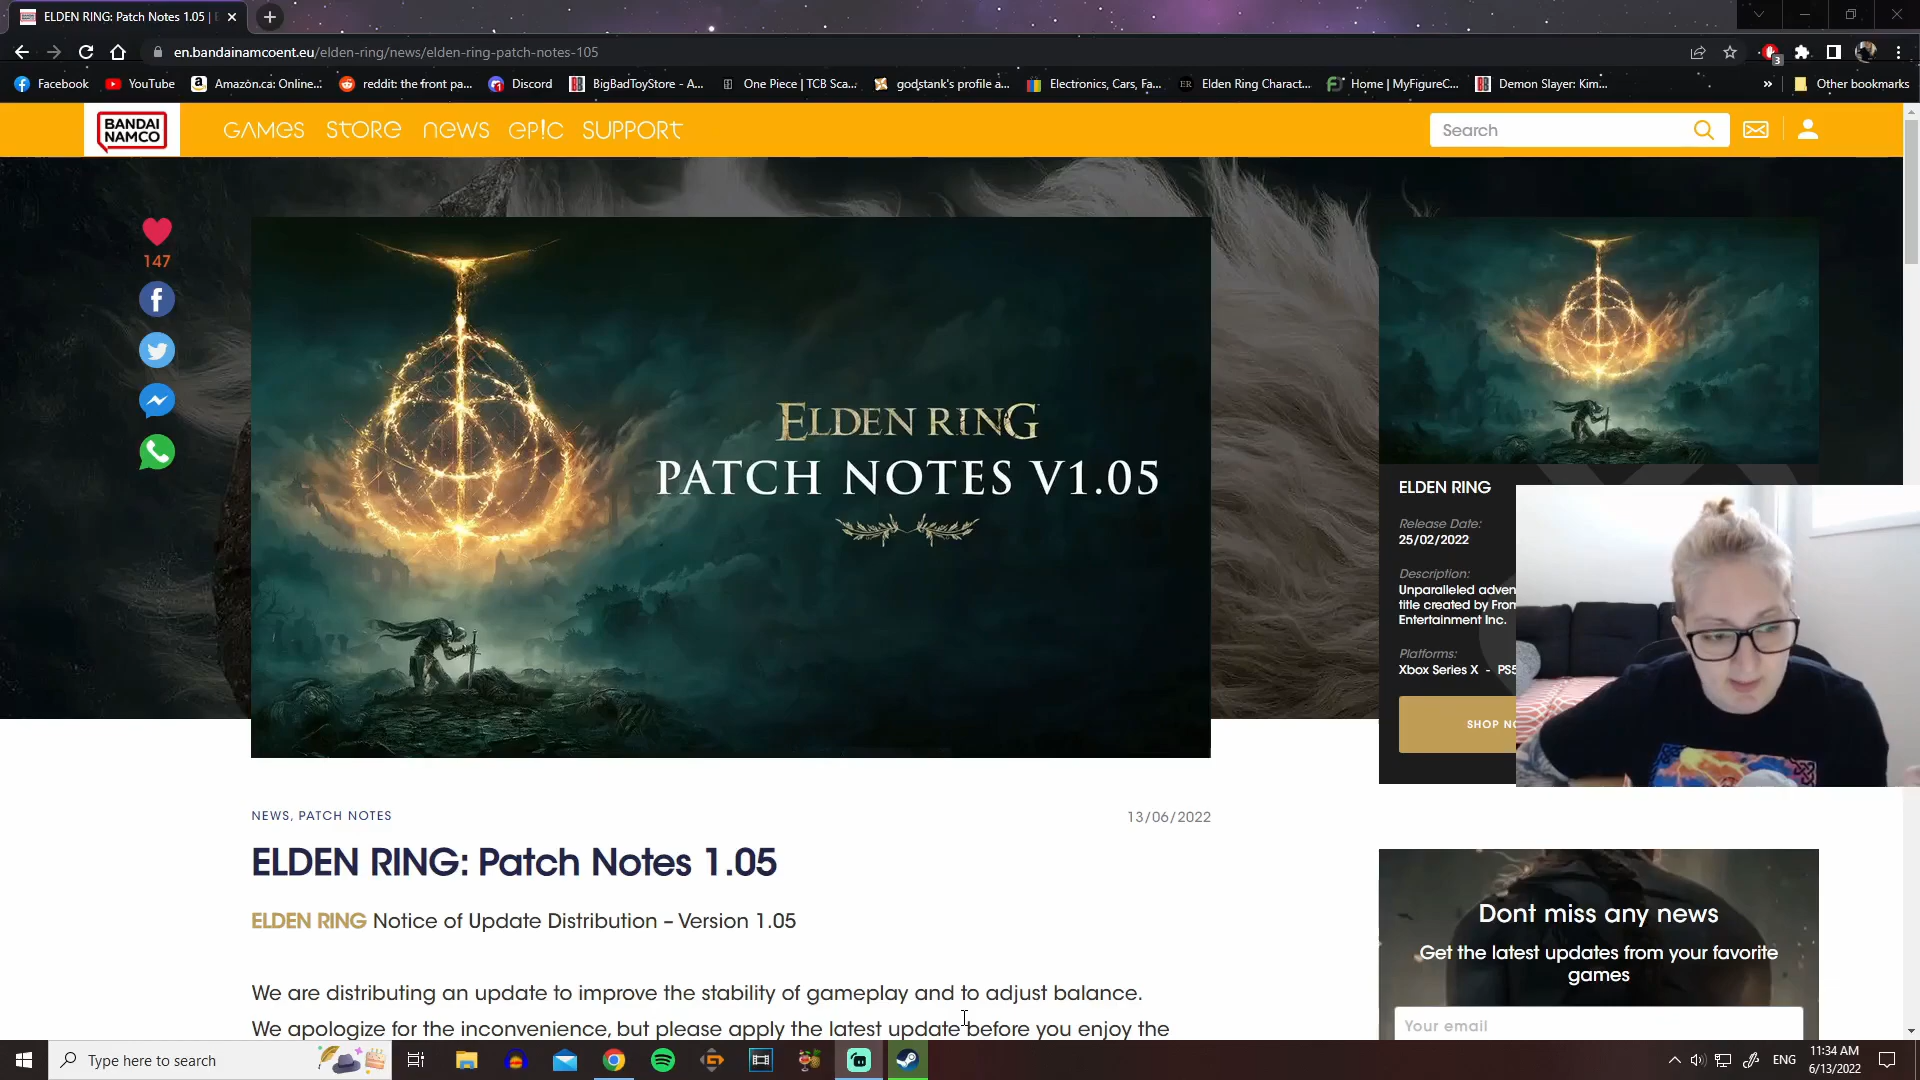 ELDEN RING: Patch Notes 1.05 | E
en.bandainamcoent.eu/elden-ring/news/elden-ring-patch-notes-105
3
Facebook
YouTube
Amazon.ca: Online...
reddit: the front pa...
Discord
BigBadToyStore - A...
One Piece | TCB Sca...
godstank's profile a...
Electronics, Cars, Fa...
Elden Ring Charact...
Home | MyFigureC...
Demon Slayer: Kim...
»
Other bookmarks
BANDAI
NAMCO
GAMES STORE NEWS EP!C SUPPORT
Search
147
ELDEN RING
PATCH NOTES V1.05
ELDEN RING
Release Date:
25/02/2022
Description:
Unparalleled adven
title created by Fron
Entertainment Inc.
Platforms:
Xbox Series X - PS5
SHOP NO
NEWS, PATCH NOTES
13/06/2022
ELDEN RING: Patch Notes 1.05
ELDEN RING Notice of Update Distribution – Version 1.05
We are distributing an update to improve the stability of gameplay and to adjust balance.
We apologize for the inconvenience, but please apply the latest update before you enjoy the
Dont miss any news
Get the latest updates from your favorite
games
Your email
Type here to search
ENG
11:34 AM
6/13/2022